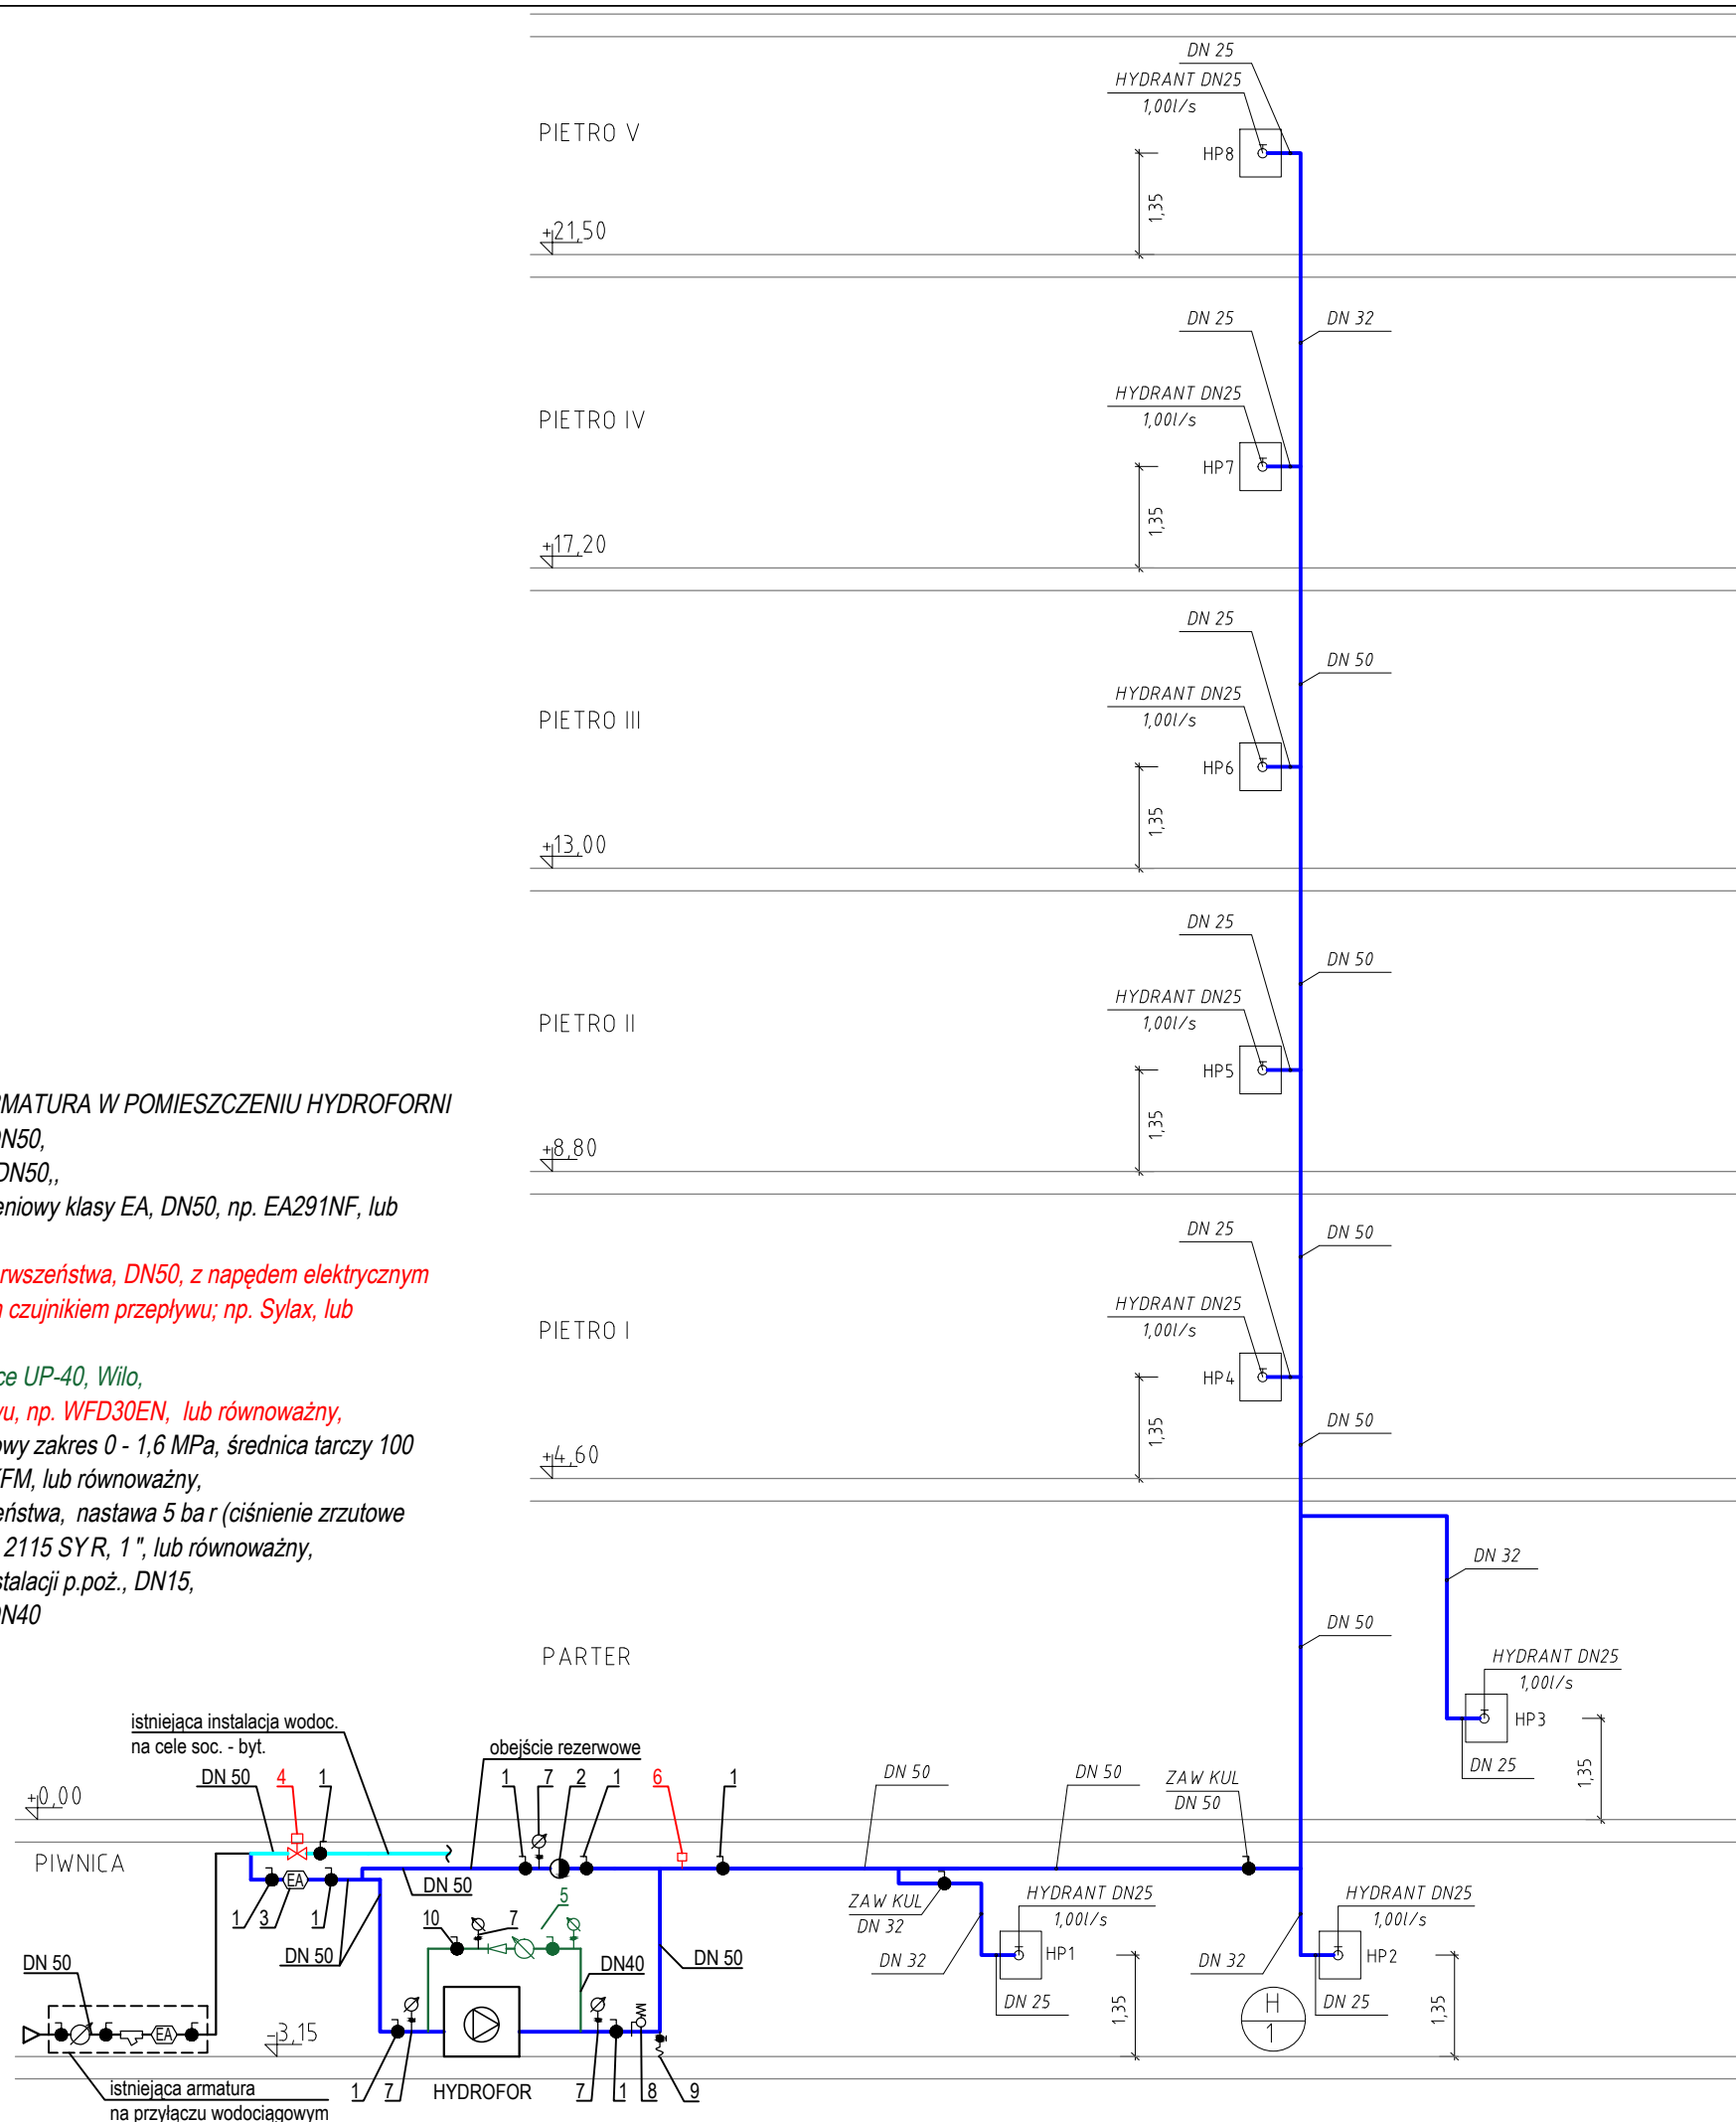 DN 25
HYDRANT DN25
1,00l/s
PIETRO V
HP8
1,35
+21,50
DN 25
DN 32
HYDRANT DN25
1,00l/s
PIETRO IV
HP7
1,35
+17,20
DN 25
DN 50
HYDRANT DN25
1,00l/s
PIETRO III
HP6
1,35
+13,00
DN 25
DN 50
HYDRANT DN25
1,00l/s
PIETRO II
HP5
1,35
+8,80
RMATURA W POMIESZCZENIU HYDROFORNI
DN50,
DN50,,
eniowy klasy EA, DN50, np. EA291NF, lub
rwszeństwa, DN50, z napędem elektrycznym
n czujnikiem przepływu; np. Sylax, lub
ce UP-40, Wilo,
wu, np. WFD30EN, lub równoważny,
owy zakres 0 - 1,6 MPa, średnica tarczy 100
KFM, lub równoważny,
eństwa, nastawa 5 ba r (ciśnienie zrzutowe
2115 SY R, 1 ", lub równoważny,
stalacji p.poż., DN15,
DN40
DN 25
DN 50
HYDRANT DN25
1,00l/s
PIETRO I
HP4
DN 50
1,35
+4,60
DN 32
DN 50
PARTER
HYDRANT DN25
1,00l/s
HP3
DN 25
1,35
istniejąca instalacja wodoc.
na cele soc. - byt.
obejście rezerwowe
DN 50
4
1
1
7
2
1
6
1
DN 50
DN 50
ZAW KUL
DN 50
+0,00
PIWNICA
EA
DN 50
1
3
1
10
7
5
DN 50
DN40
DN 50
ZAW KUL
DN 32
DN 32
HYDRANT DN25
1,00l/s
HP1
DN 25
1,35
DN 32
HYDRANT DN25
1,00l/s
HP2
DN 25
1,35
H
1
DN 50
EA
-3,15
istniejąca armatura
na przyłączu wodociągowym
1
7
HYDROFOR
7
1
8
9